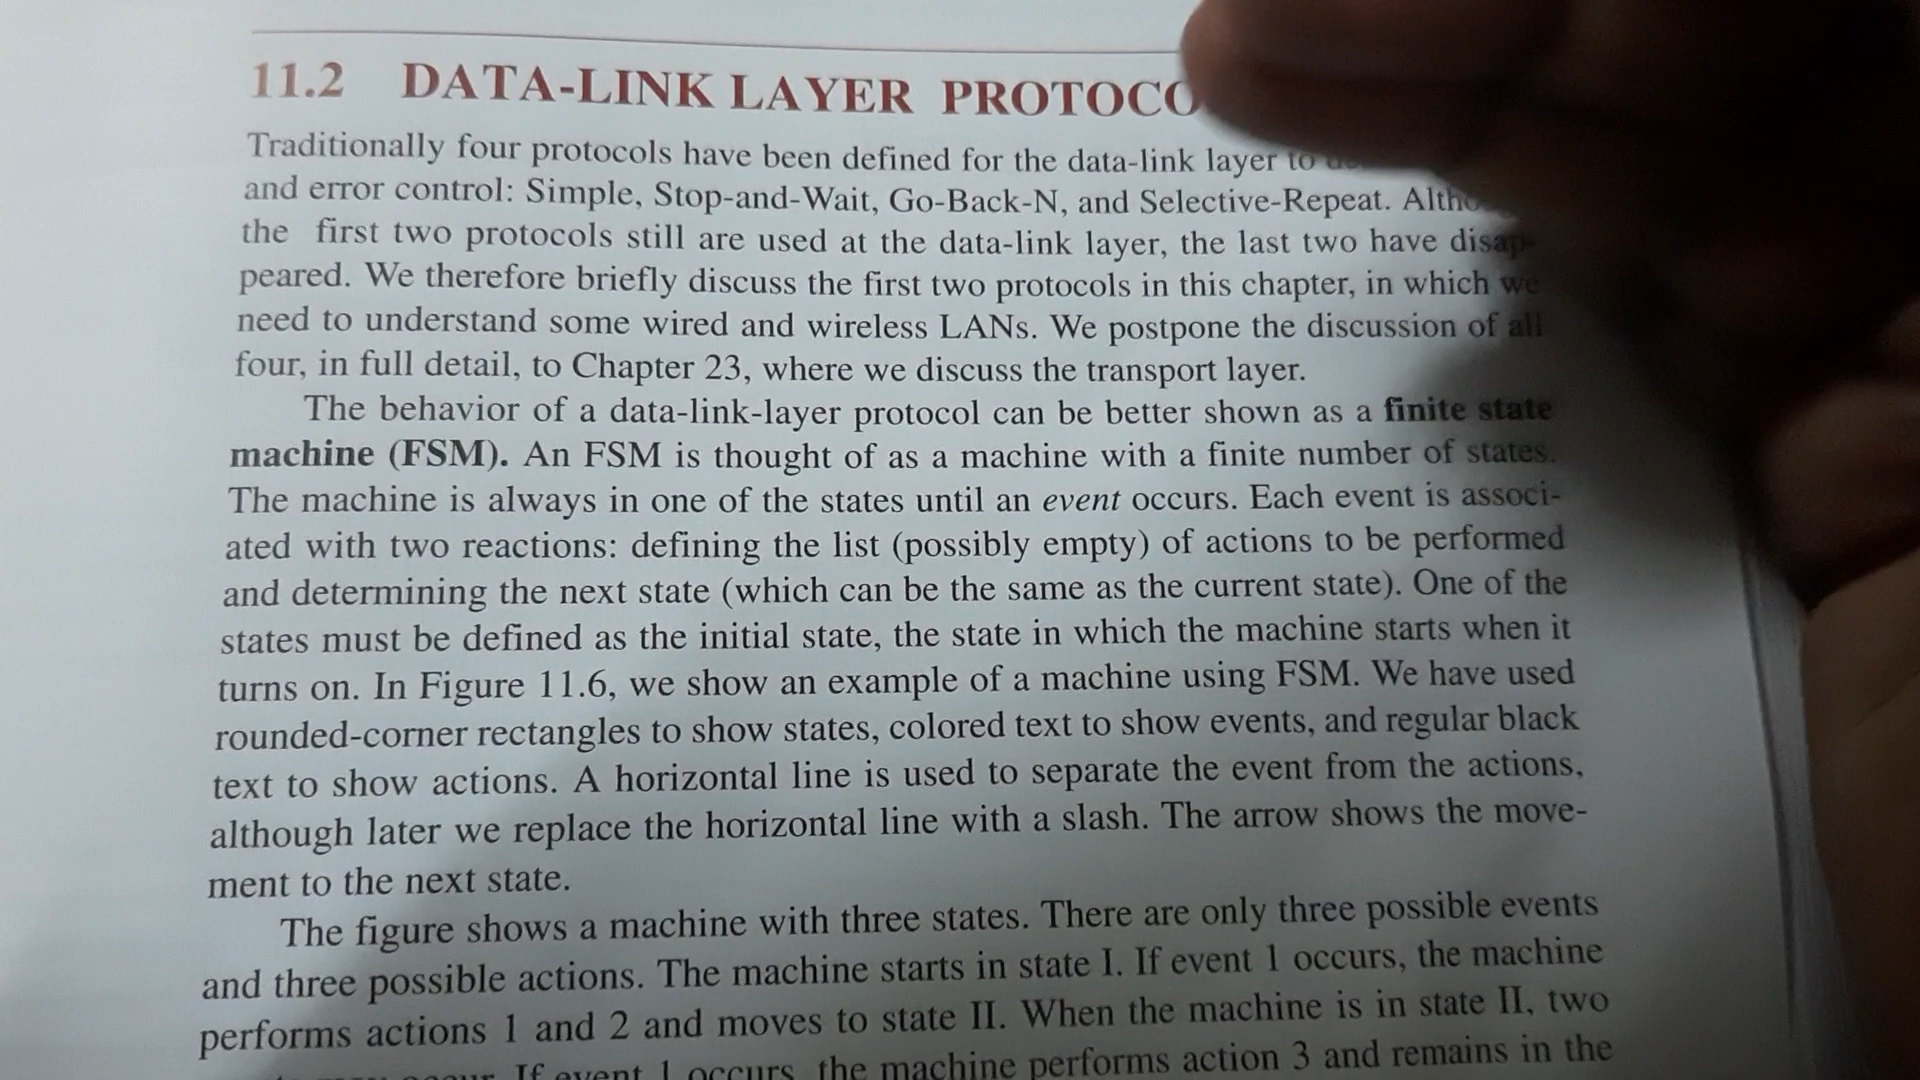 11.2 DATA-LINK LAYER PROTOCO
Traditionally four protocols have been defined for the data-link layer to
and error control: Simple, Stop-and-Wait, Go-Back-N, and Selective-Repeat. Altho
the first two protocols still are used at the data-link layer, the last two have disap-
peared. We therefore briefly discuss the first two protocols in this chapter, in which we
need to understand some wired and wireless LANs. We postpone the discussion of all
four, in full detail, to Chapter 23, where we discuss the transport layer.
The behavior of a data-link-layer protocol can be better shown as a finite state
machine (FSM). An FSM is thought of as a machine with a finite number of states.
The machine is always in one of the states until an event occurs. Each event is associ-
ated with two reactions: defining the list (possibly empty) of actions to be performed
and determining the next state (which can be the same as the current state). One of the
states must be defined as the initial state, the state in which the machine starts when it
turns on. In Figure 11.6, we show an example of a machine using FSM. We have used
rounded-corner rectangles to show states, colored text to show events, and regular black
text to show actions. A horizontal line is used to separate the event from the actions,
although later we replace the horizontal line with a slash. The arrow shows the move-
ment to the next state.
The figure shows a machine with three states. There are only three possible events
and three possible actions. The machine starts in state I. If event 1 occurs, the machine
performs actions 1 and 2 and moves to state II. When the machine is in state II, two
occur. If event 1 occurs, the machine performs action 3 and remains in the